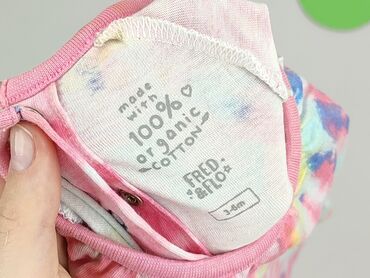 made
with
100%
organic
COTTON
FRED
&FLO
3-6m